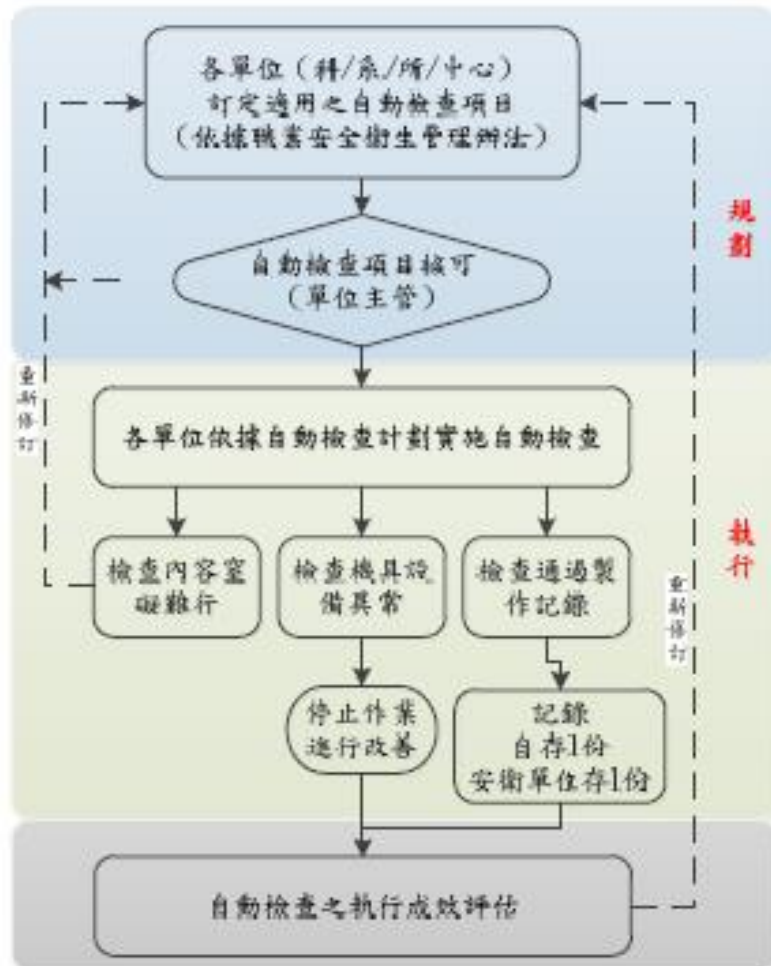 各單位（科/系/所/中心）
訂定適用之自動檢查項目
（依據職業安全衛生管理辦法）
規劃
自動檢查項目核可
（單位主管）
重新修訂
各單位依據自動檢查計劃實施自動檢查
執行
檢查內容窒
礙難行
檢查機具設
備異常
檢查通過製
作記錄
重新修訂
停止作業
進行改善
記錄
自存1份
安衛單位存1份
自動檢查之執行成效評估